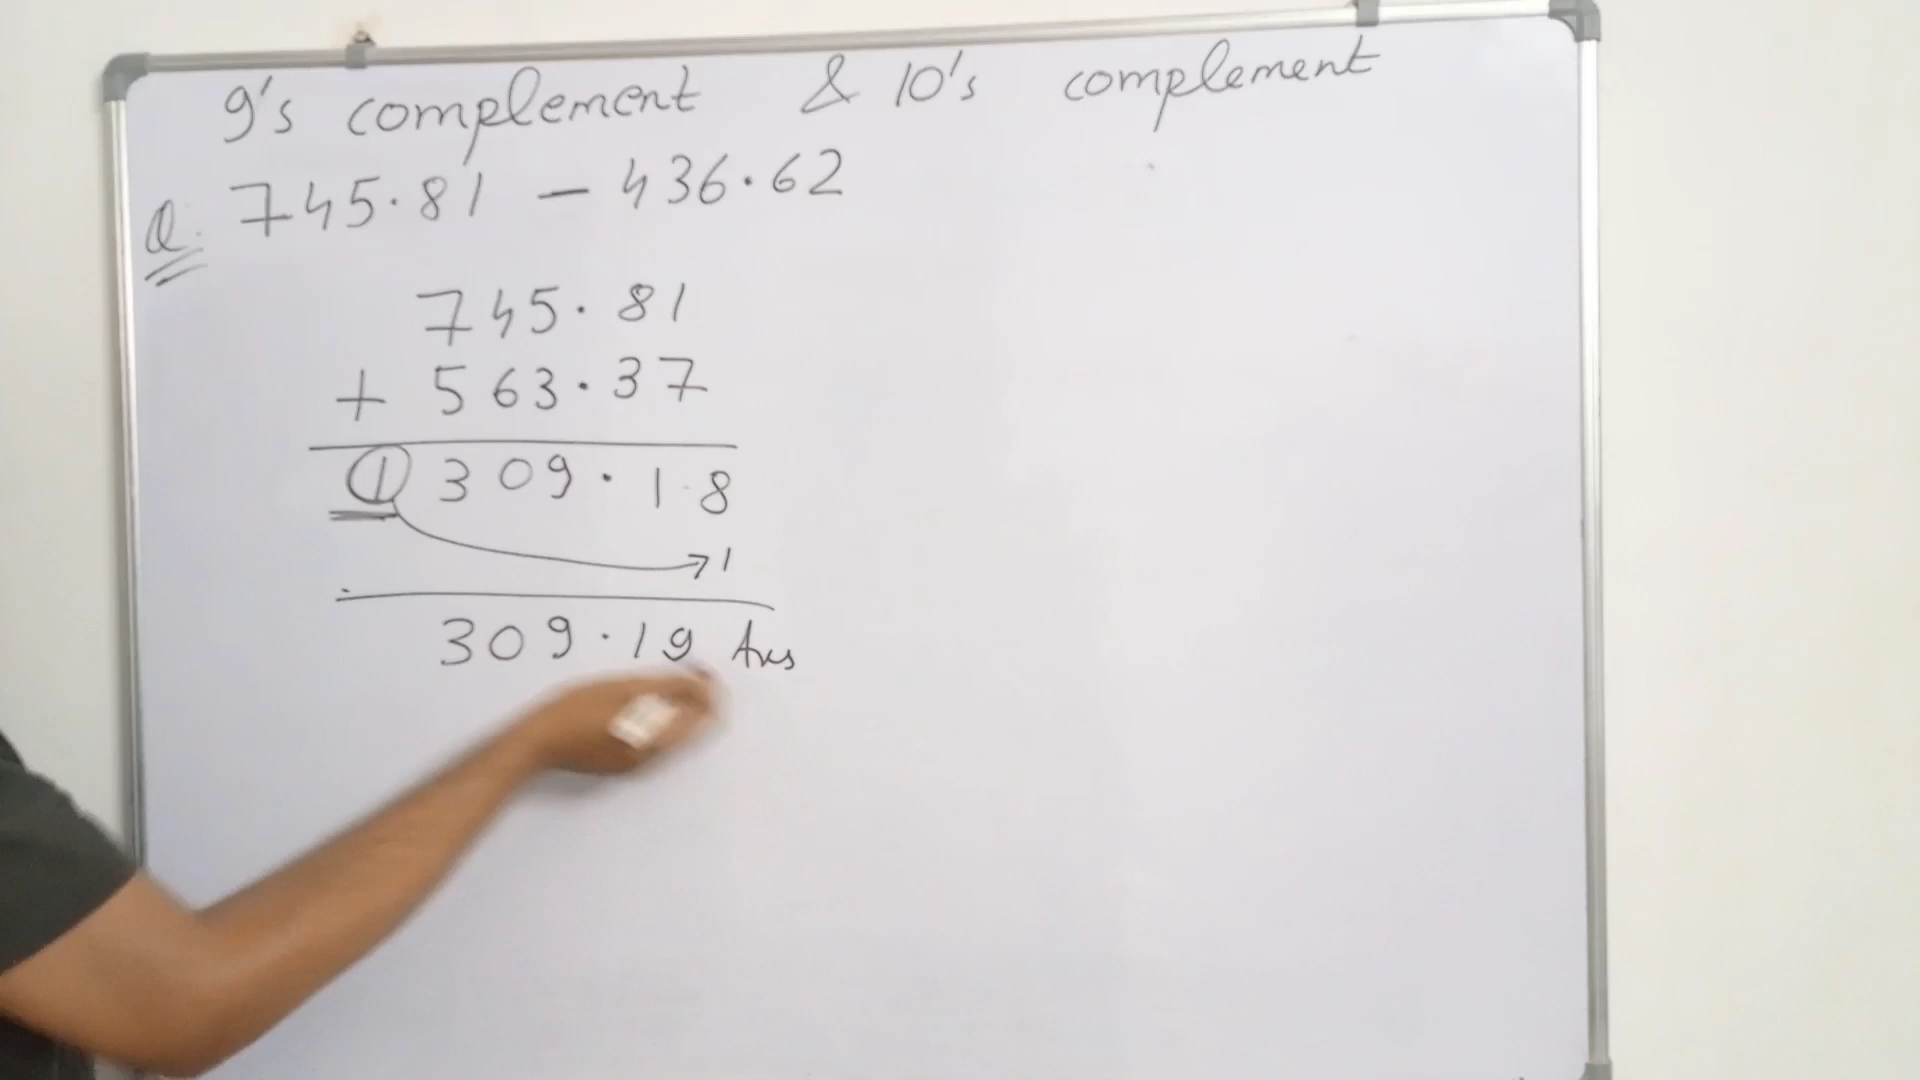 9's complement & 10's complement
Q. 745.81 - 436.62
745.81
+ 563.37
1 309.18
1
309.19 Ans